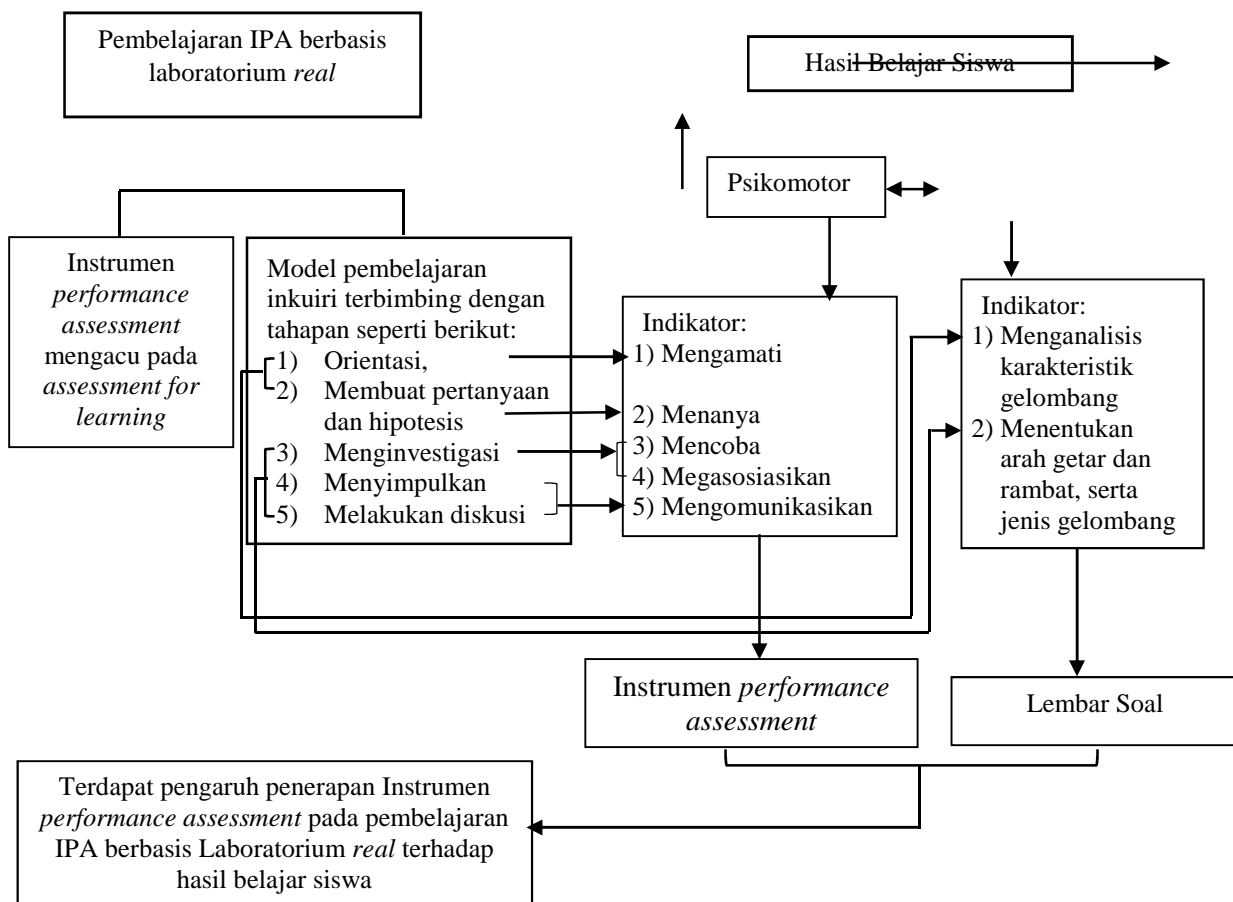 Pembelajaran IPA berbasis
laboratorium real
Hasil Belajar Siswa
Psikomotor
Instrumen
performance
assessment
mengacu pada
assessment for
learning
Model pembelajaran
inkuiri terbimbing dengan
tahapan seperti berikut:
1) Orientasi,
2) Membuat pertanyaan
dan hipotesis
3) Menginvestigasi
4) Menyimpulkan
5) Melakukan diskusi
Indikator:
1) Mengamati
2) Menanya
3) Mencoba
4) Megasosiasikan
5) Mengomunikasikan
Indikator:
1) Menganalisis
karakteristik
gelombang
2) Menentukan
arah getar dan
rambat, serta
jenis gelombang
Instrumen performance
assessment
Lembar Soal
Terdapat pengaruh penerapan Instrumen
performance assessment pada pembelajaran
IPA berbasis Laboratorium real terhadap
hasil belajar siswa